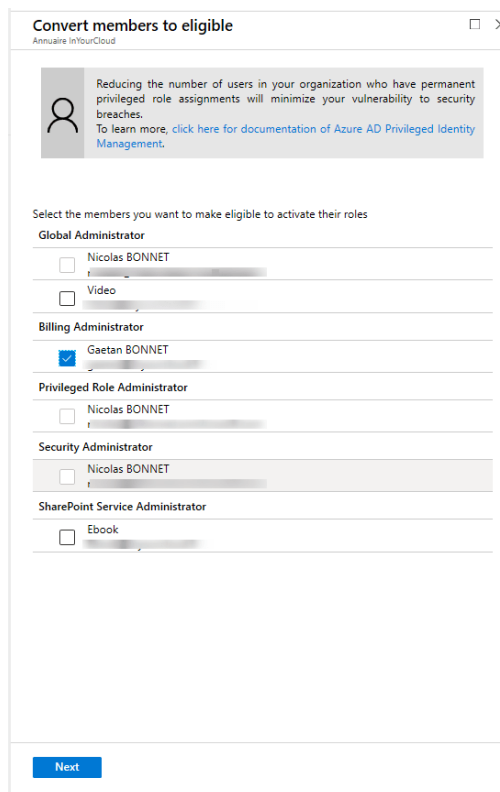 Convert members to eligible
Annuaire InYourCloud
Reducing the number of users in your organization who have permanent
privileged role assignments will minimize your vulnerability to security
breaches.
To learn more, click here for documentation of Azure AD Privileged Identity
Management.
Select the members you want to make eligible to activate their roles
Global Administrator
Nicolas BONNET
Video
Billing Administrator
Gaetan BONNET
Privileged Role Administrator
Nicolas BONNET
Security Administrator
Nicolas BONNET
SharePoint Service Administrator
Ebook
Next